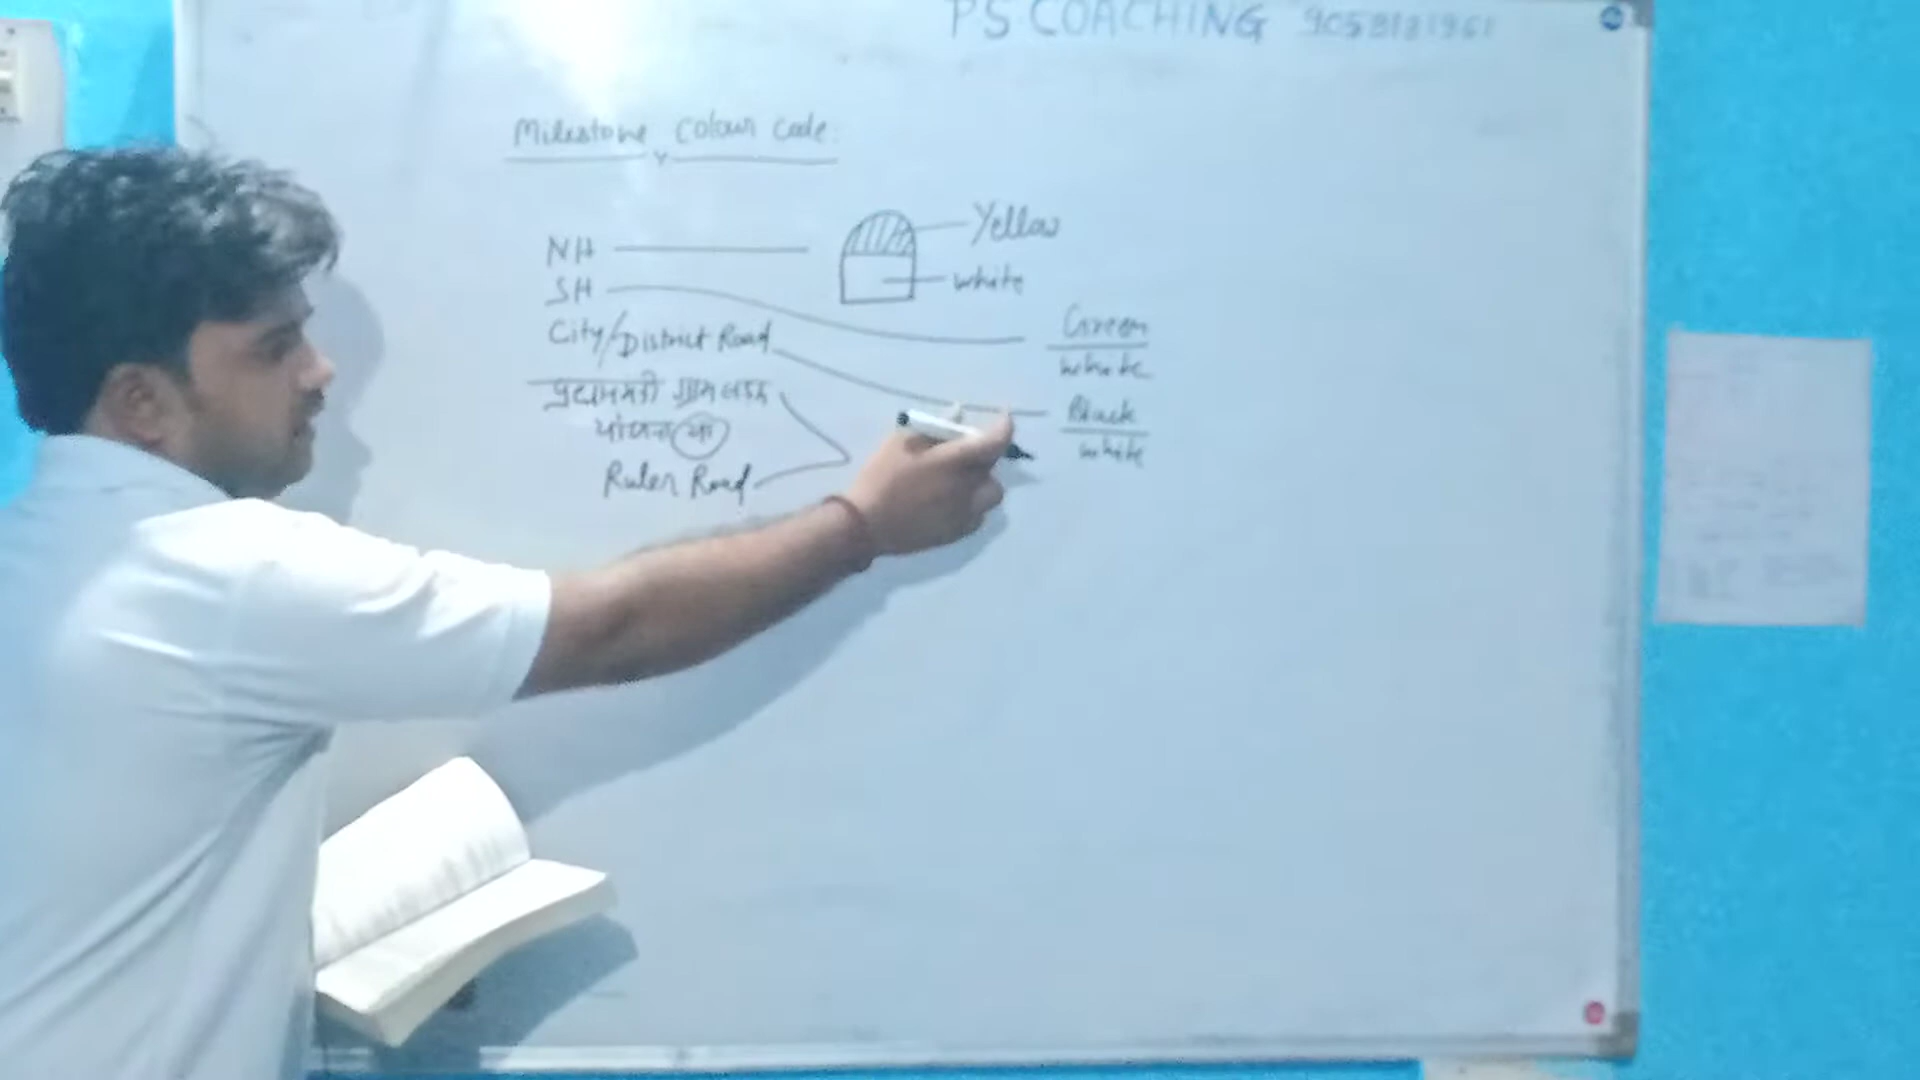 PS COACHING 9058181961
Milestone Colour Code:
NH
Yellow
SH
white
City/District Road
Green
white
Black
white
प्रधानमंत्री ग्राम सड़क
योजना या
Ruler Road